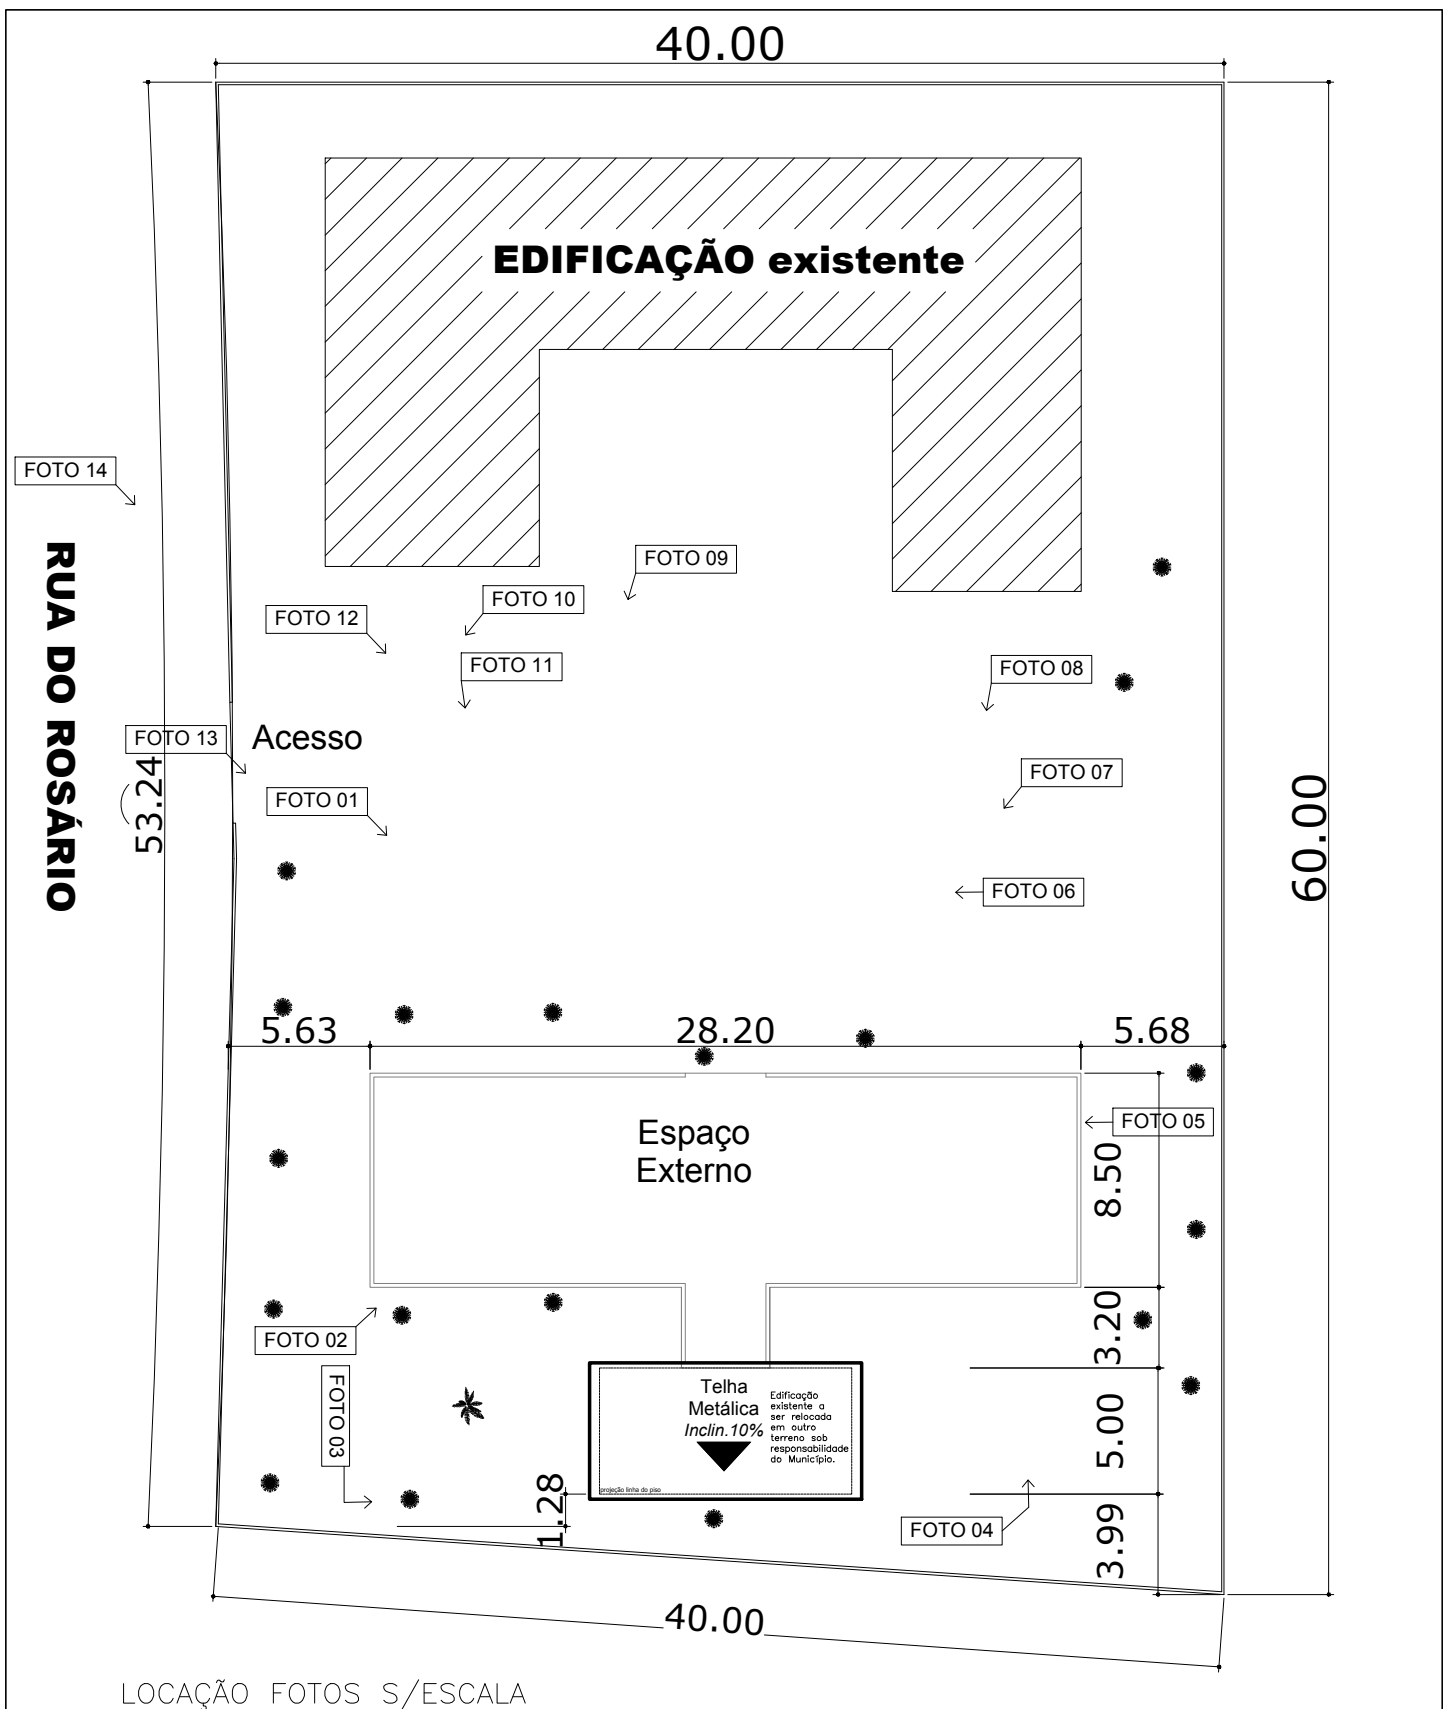 40.00
EDIFICAÇÃO existente
FOTO 14
RUA DO ROSÁRIO
FOTO 09
FOTO 10
FOTO 12
FOTO 11
FOTO 08
FOTO 13
Acesso
53.24
FOTO 01
FOTO 07
60.00
FOTO 06
5.63
28.20
5.68
Espaço
Externo
FOTO 05
8.50
FOTO 02
3.20
FOTO 03
Telha
Metálica
Inclin.10%
Edificação
existente a
ser relocada
em outro
terreno sob
responsabilidade
do Município.
projeção linha do piso
5.00
1.28
FOTO 04
3.99
40.00
LOCAÇÃO FOTOS S/ESCALA